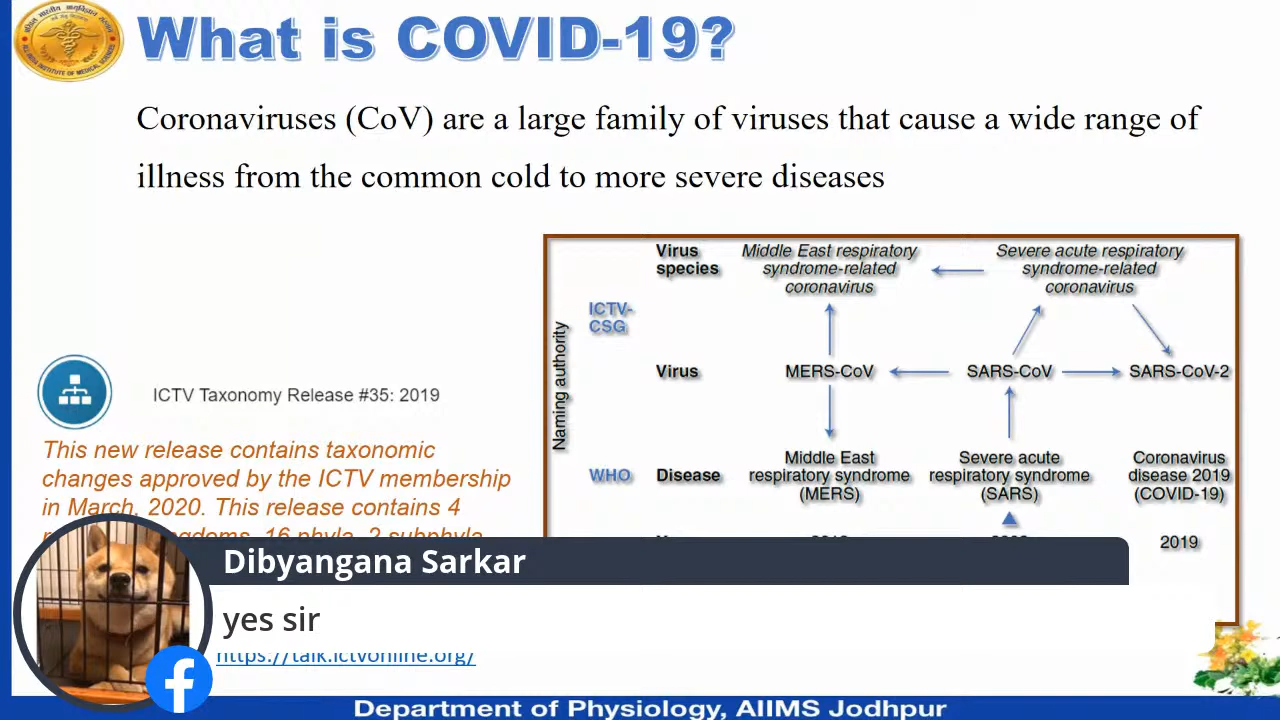 What is COVID-19?
Coronaviruses (CoV) are a large family of viruses that cause a wide range of
illness from the common cold to more severe diseases
ICTV Taxonomy Release #35: 2019
This new release contains taxonomic
changes approved by the ICTV membership
in March, 2020. This release contains 4
16 phyla, 2 subphyla
Naming authority
ICTV-
CSG
WHO
Virus
species
Middle East respiratory
syndrome-related
coronavirus
Severe acute respiratory
syndrome-related
coronavirus
Virus
MERS-CoV
SARS-CoV
SARS-CoV-2
Disease
Middle East
respiratory syndrome
(MERS)
Severe acute
respiratory syndrome
(SARS)
Coronavirus
disease 2019
(COVID-19)
2019
Dibyangana Sarkar
yes sir
https://talk.ictvonline.org/
Department of Physiology, AIIMS Jodhpur